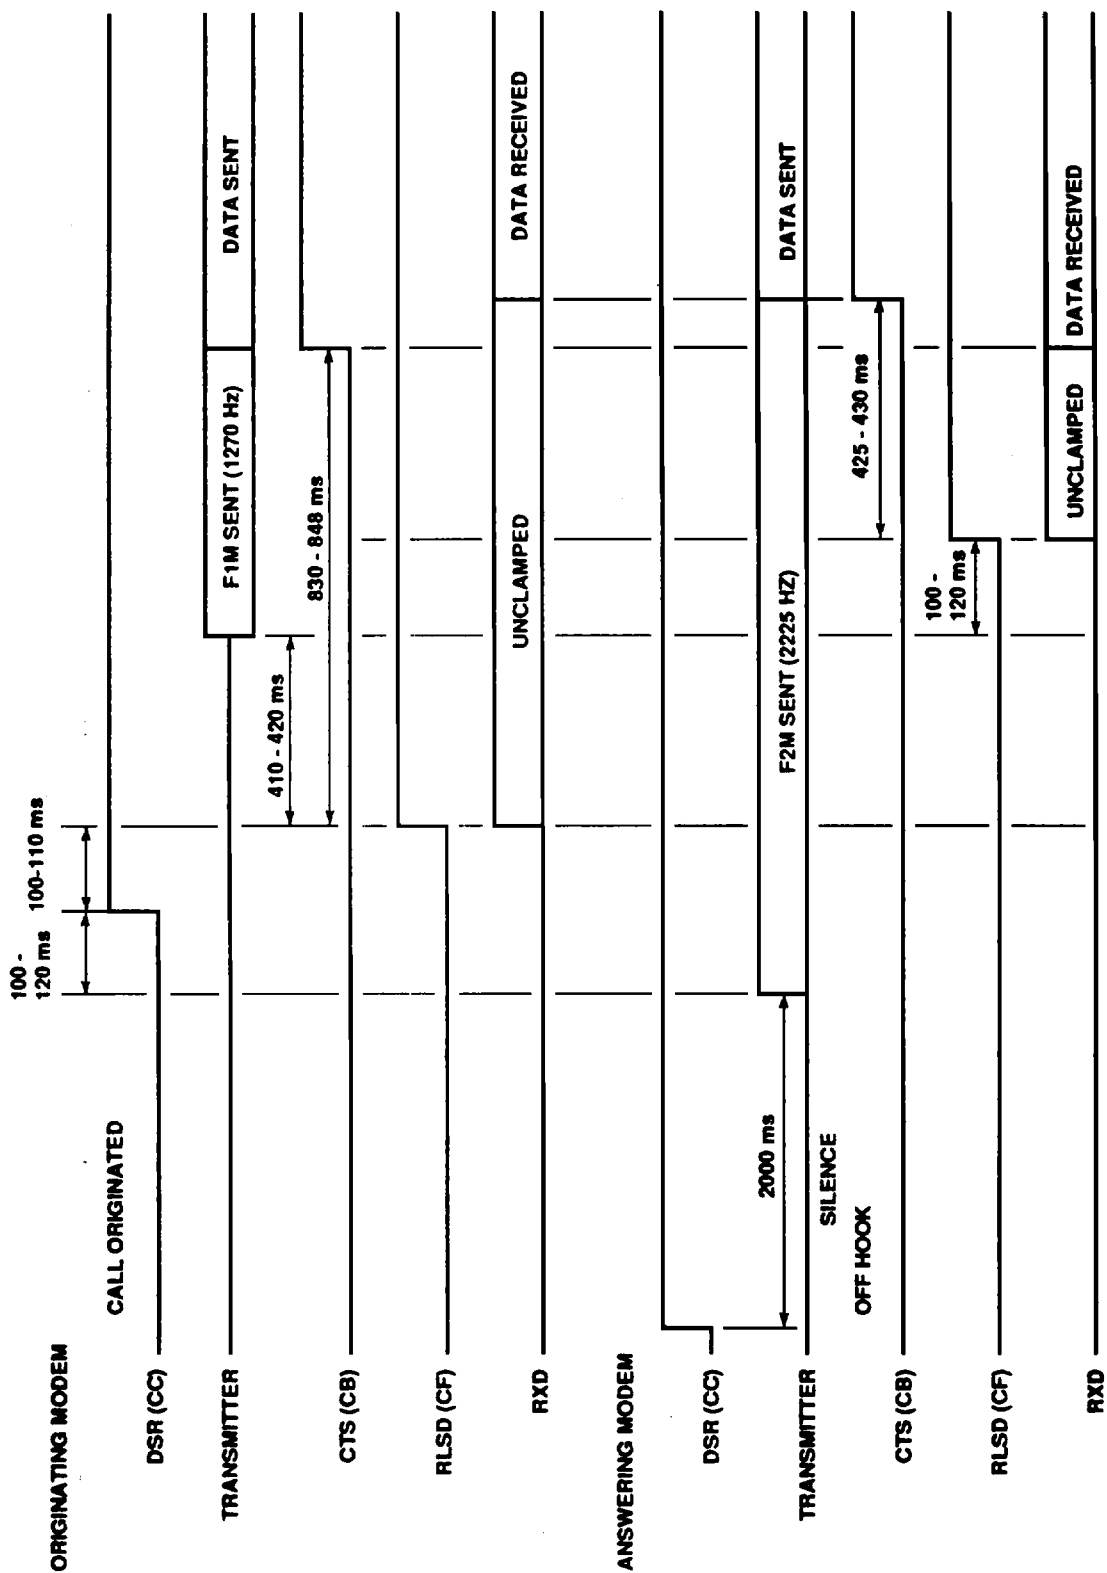 ORIGINATING MODEM
CALL ORIGINATED
100 -
120 ms
100-110 ms
DSR (CC)
TRANSMITTER
F1M SENT (1270 Hz)
DATA SENT
410 - 420 ms
830 - 848 ms
CTS (CB)
RLSD (CF)
RXD
UNCLAMPED
DATA RECEIVED
ANSWERING MODEM
DSR (CC)
2000 ms
TRANSMITTER
F2M SENT (2225 HZ)
DATA SENT
SILENCE
OFF HOOK
425 - 430 ms
CTS (CB)
100 -
120 ms
RLSD (CF)
RXD
UNCLAMPED
DATA RECEIVED